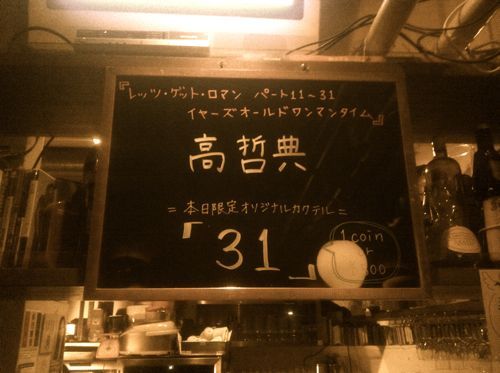 『レッツ・ゲット・ロマン パート11〜31
イヤーズオールドワンマンタイム』
高哲典
=本日限定オリジナルカクテル=
「31」
1coin